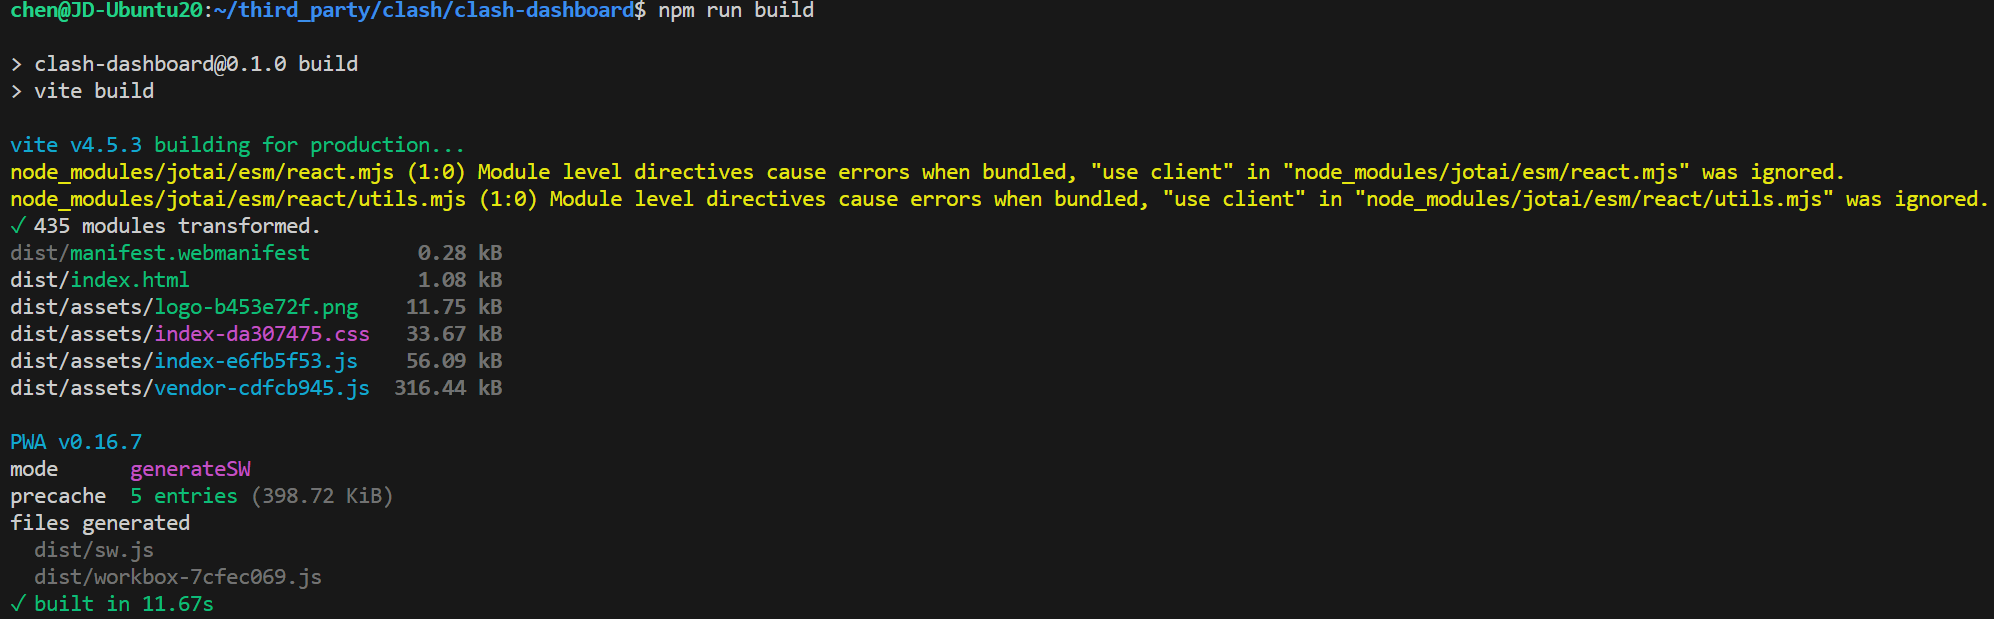 chen@JD-Ubuntu20:~/third_party/clash/clash-dashboard$ npm run build
> clash-dashboard@0.1.0 build
> vite build
vite v4.5.3 building for production...
node_modules/jotai/esm/react.mjs (1:0) Module level directives cause errors when bundled, "use client" in "node_modules/jotai/esm/react.mjs" was ignored.
node_modules/jotai/esm/react/utils.mjs (1:0) Module level directives cause errors when bundled, "use client" in "node_modules/jotai/esm/react/utils.mjs" was ignored.
✓ 435 modules transformed.
dist/manifest.webmanifest 0.28 kB
dist/index.html 1.08 kB
dist/assets/logo-b453e72f.png 11.75 kB
dist/assets/index-da307475.css 33.67 kB
dist/assets/index-e6fb5f53.js 56.09 kB
dist/assets/vendor-cdfcb945.js 316.44 kB
PWA v0.16.7
mode generateSW
precache 5 entries (398.72 KiB)
files generated
dist/sw.js
dist/workbox-7cfec069.js
✓ built in 11.67s